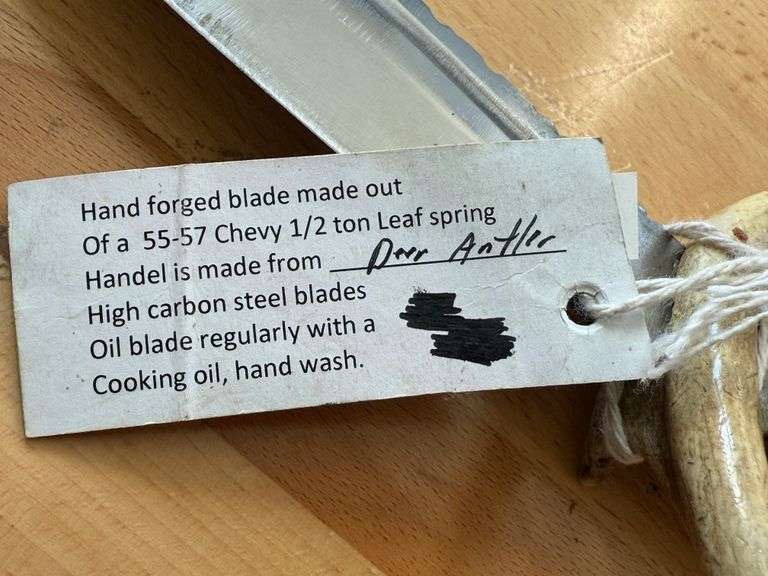 Hand forged blade made out
Of a 55-57 Chevy 1/2 ton Leaf spring
Handel is made from Deer Antler
High carbon steel blades
Oil blade regularly with a
Cooking oil, hand wash.